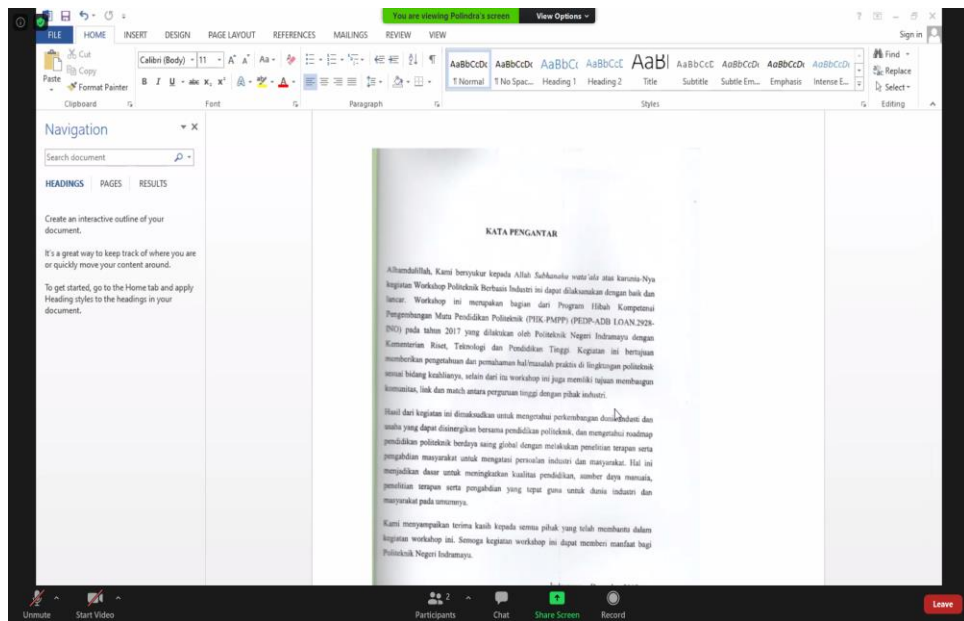 You are viewing Polindra's screen View Options
Sign in
FILE HOME INSERT DESIGN PAGE LAYOUT REFERENCES MAILINGS REVIEW VIEW
Cut
Copy
Format Painter
Paste
Calibri (Body) 11
AaBbCcDc AaBbCcDc AaBbCc AaBbCcD AaBl AaBbCcD AaBbCcDc AaBbCcDc AaBbCcDc
¶ Normal ¶ No Spac... Heading 1 Heading 2 Title Subtitle Subtle Em... Emphasis Intense E...
Find
Replace
Select
Clipboard Font Paragraph Styles Editing
Navigation
Search document
HEADINGS PAGES RESULTS
Create an interactive outline of your
document.
It's a great way to keep track of where you are
or quickly move your content around.
To get started, go to the Home tab and apply
Heading styles to the headings in your
document.
KATA PENGANTAR
Alhamdulillah, Kami bersyukur kepada Allah Subhanahu wata'ala atas karunia-Nya
kegiatan Workshop Politeknik Berbasis Industri ini dapat dilaksanakan dengan baik dan
lancar. Workshop ini merupakan bagian dari Program Hibah Kompetensi
Pengembangan Mutu Pendidikan Politeknik (PHK-PMPP) (PEDP-ADB LOAN.2928-
INO) pada tahun 2017 yang dilakukan oleh Politeknik Negeri Indramayu dengan
Kementerian Riset, Teknologi dan Pendidikan Tinggi. Kegiatan ini bertujuan
memberikan pengetahuan dan pemahaman hal/masalah praktis di lingkungan politeknik
sesuai bidang keahlianya, selain dari itu workshop ini juga memiliki tujuan membangun
komunitas, link dan match antara perguruan tinggi dengan pihak industri.
Hasil dari kegiatan ini dimaksudkan untuk mengetahui perkembangan dan
usaha yang dapat disinergikan bersama pendidikan politeknik, dan mengetahui roadmap
pendidikan politeknik berdaya saing global dengan melakukan penelitian terapan serta
pengabdian masyarakat untuk mengatasi persoalan industri dan masyarakat. Hal ini
menjadikan dasar untuk meningkatkan kualitas pendidikan, sumber daya manusia,
penelitian terapan serta pengabdian yang tepat guna untuk dunia industri dan
masyarakat pada umumnya.
Kami menyampaikan terima kasih kepada semua pihak yang telah membantu dalam
kegiatan workshop ini. Semoga kegiatan workshop ini dapat memberi manfaat bagi
Politeknik Negeri Indramayu.
Unmute Start Video Participants 2 Chat Share Screen Record Leave